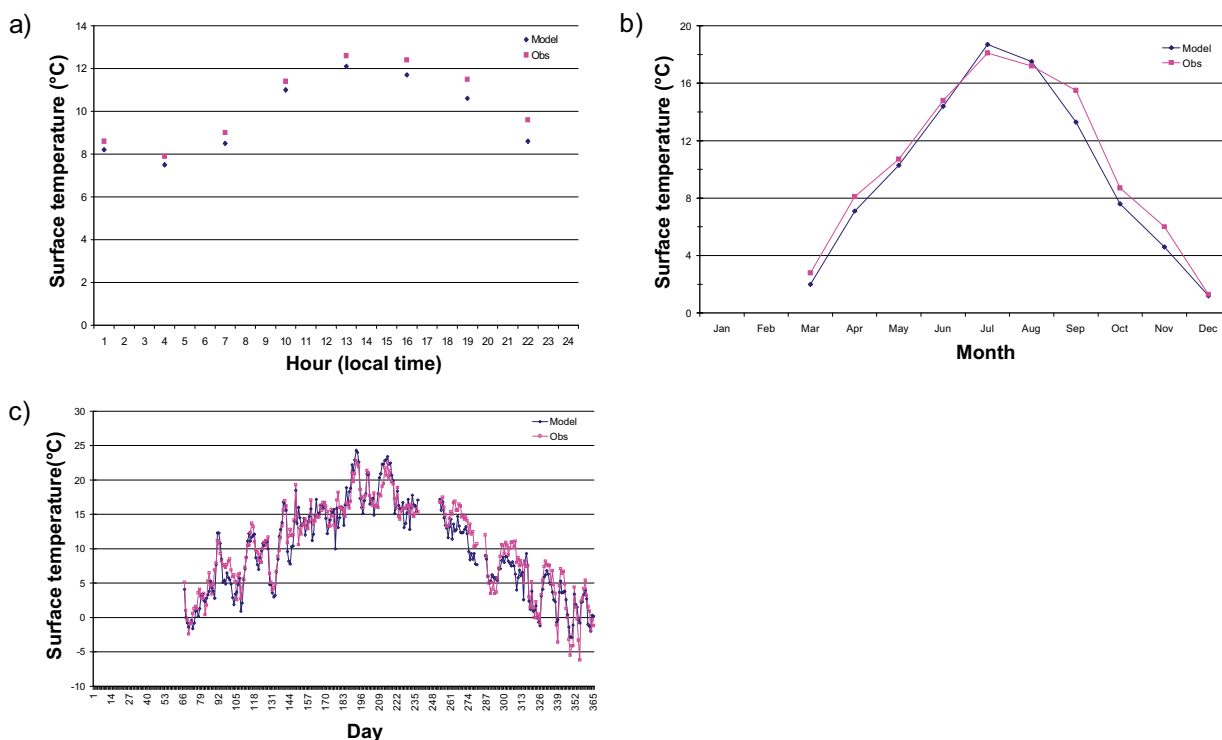 a)
Surface temperature (°C)
14
12
10
8
6
4
2
0
Model
Obs
1 2 3 4 5 6 7 8 9 10 11 12 13 14 15 16 17 18 19 20 21 22 23 24
Hour (local time)
b)
Surface temperature (°C)
20
16
12
8
4
0
Model
Obs
Jan Feb Mar Apr May Jun Jul Aug Sep Oct Nov Dec
Month
c)
Surface temperature(°C)
30
25
20
15
10
5
0
-5
-10
Model
Obs
1 14 27 40 53 66 79 92 105 118 131 144 157 170 183 196 209 222 235 248 261 274 287 300 313 326 339 352 365
Day